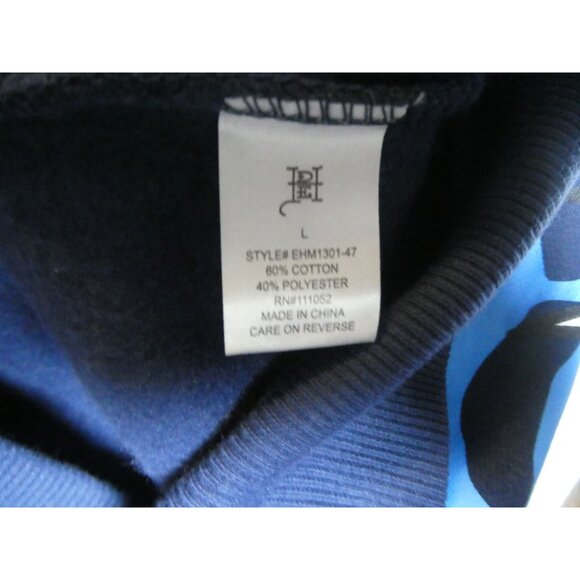 L
STYLE# EHM1301-47
60% COTTON
40% POLYESTER
RN#111052
MADE IN CHINA
CARE ON REVERSE